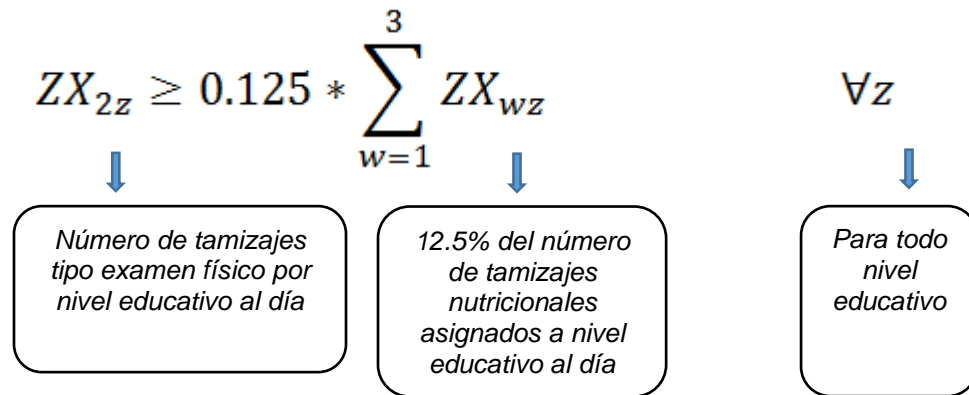 ZX_{2z} ≥ 0.125 * \sum_{w=1}^{3} ZX_{wz} ∀z
Número de tamizajes
tipo examen físico por
nivel educativo al día
12.5% del número
de tamizajes
nutricionales
asignados a nivel
educativo al día
Para todo
nivel
educativo